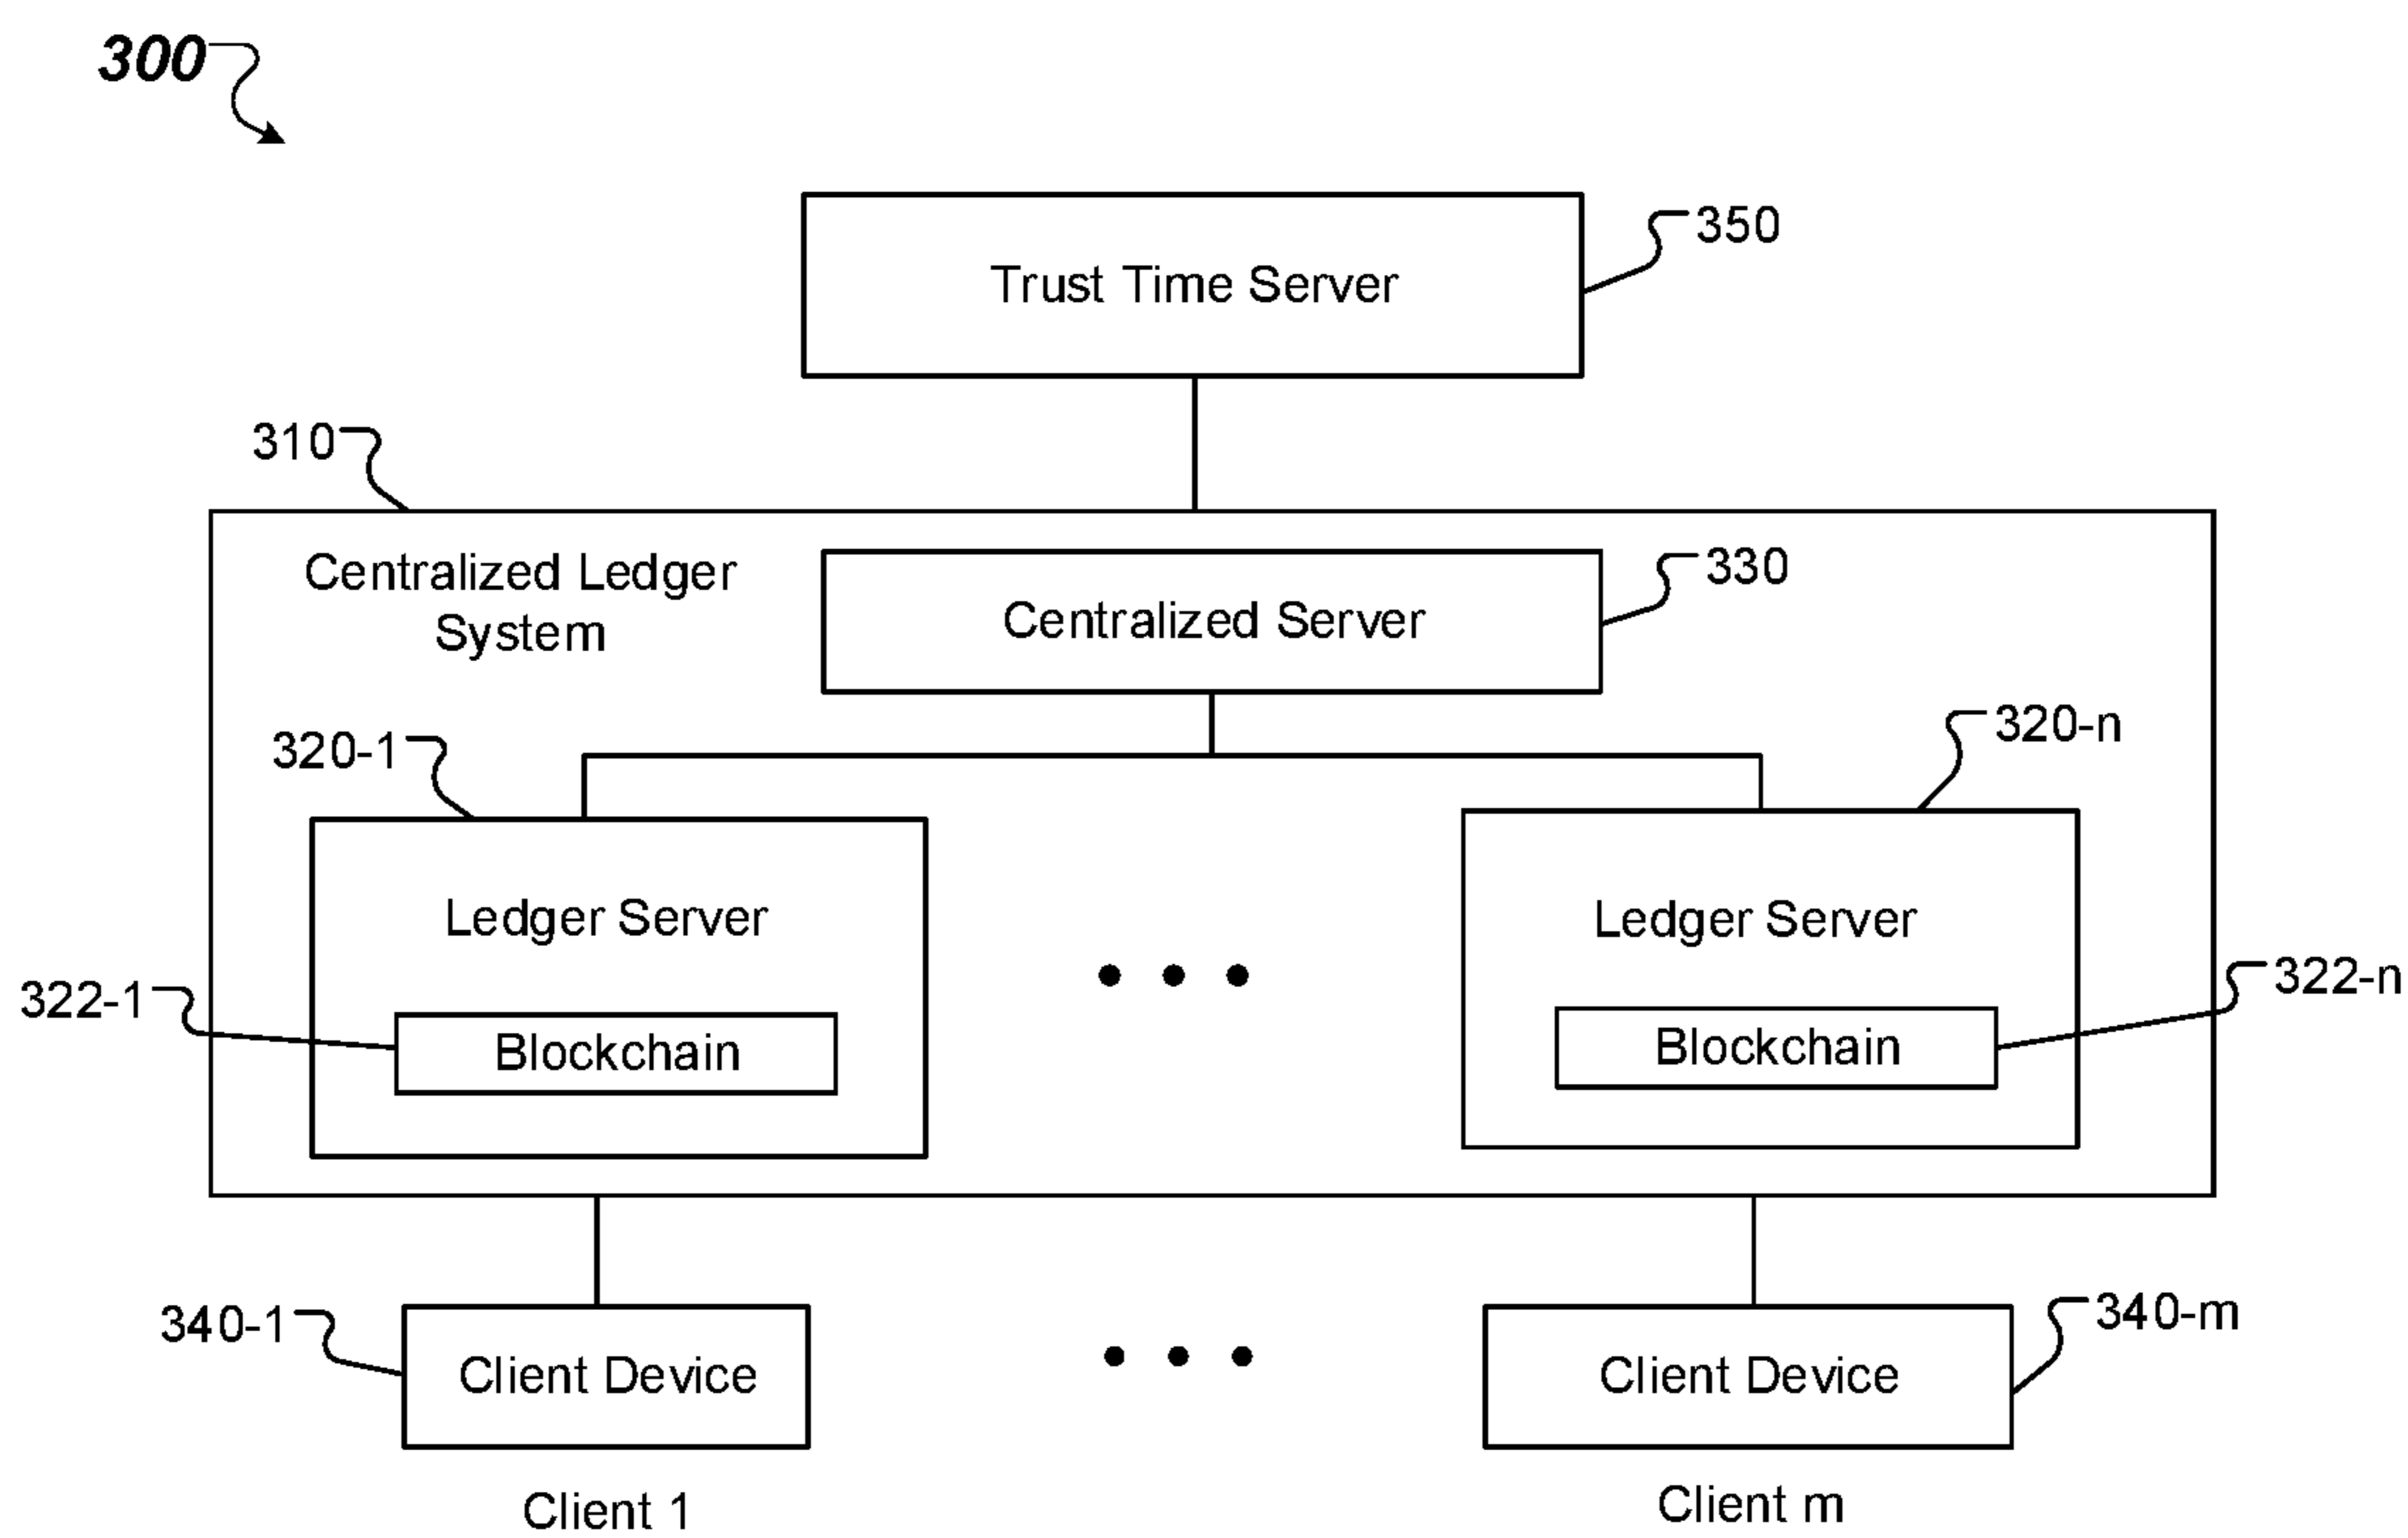 300
350
Trust Time Server
310
Centralized Ledger
System
330
Centralized Server
320-1
320-n
Ledger Server
Ledger Server
322-1
322-n
Blockchain
Blockchain
340-1
340-m
Client Device
Client Device
Client 1
Client m